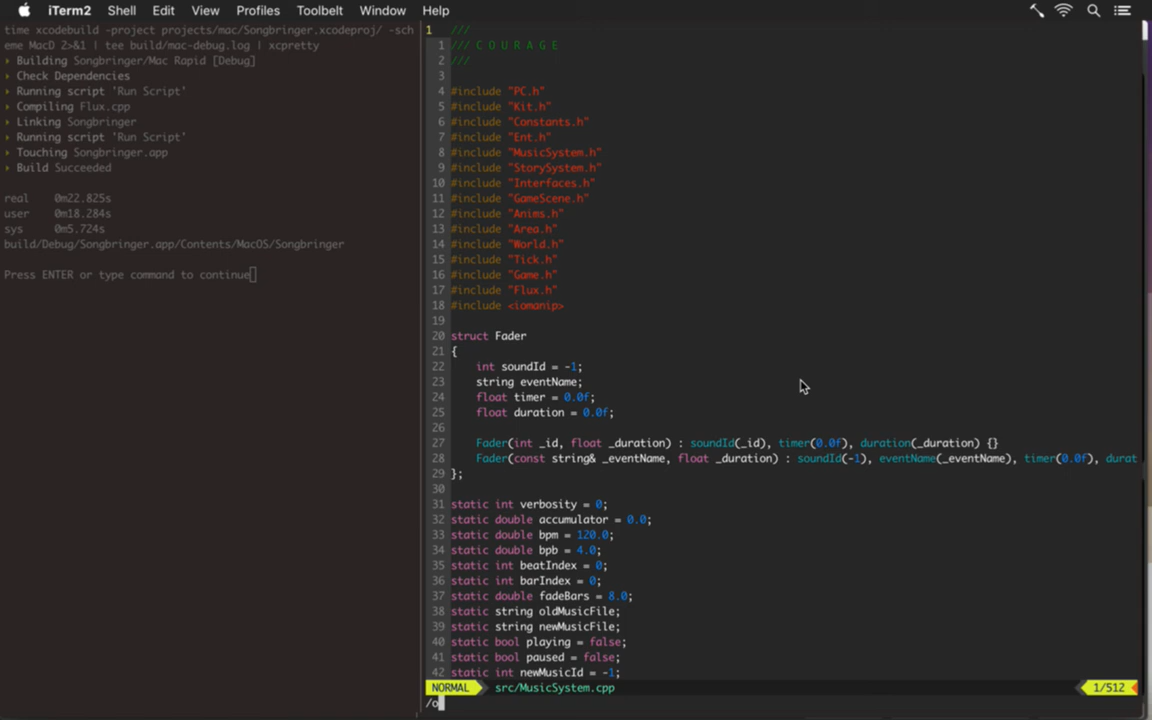 iTerm2 Shell Edit View Profiles Toolbelt Window Help
time xcodebuild -project projects/mac/Songbringer.xcodeproj/ -sch
eme MacD 2>&1 | tee build/mac-debug.log | xcpretty
Building Songbringer/Mac Rapid [Debug]
Check Dependencies
Running script 'Run Script'
Compiling Flux.cpp
Linking Songbringer
Running script 'Run Script'
Touching Songbringer.app
Build Succeeded
real 0m22.825s
user 0m18.284s
sys 0m5.724s
build/Debug/Songbringer.app/Contents/MacOS/Songbringer
Press ENTER or type command to continue
1 ///
1 /// C O U R A G E
2 ///
3
4 #include "PC.h"
5 #include "Kit.h"
6 #include "Constants.h"
7 #include "Ent.h"
8 #include "MusicSystem.h"
9 #include "StorySystem.h"
10 #include "Interfaces.h"
11 #include "GameScene.h"
12 #include "Anims.h"
13 #include "Area.h"
14 #include "World.h"
15 #include "Tick.h"
16 #include "Game.h"
17 #include "Flux.h"
18 #include <iomanip>
19
20 struct Fader
21 {
22 int soundId = -1;
23 string eventName;
24 float timer = 0.0f;
25 float duration = 0.0f;
26
27 Fader(int _id, float _duration) : soundId(_id), timer(0.0f), duration(_duration) {}
28 Fader(const string& _eventName, float _duration) : soundId(-1), eventName(_eventName), timer(0.0f), durat
29 };
30
31 static int verbosity = 0;
32 static double accumulator = 0.0;
33 static double bpm = 120.0;
34 static double bpb = 4.0;
35 static int beatIndex = 0;
36 static int barIndex = 0;
37 static double fadeBars = 8.0;
38 static string oldMusicFile;
39 static string newMusicFile;
40 static bool playing = false;
41 static bool paused = false;
42 static int newMusicId = -1;
NORMAL src/MusicSystem.cpp 1/512
/o